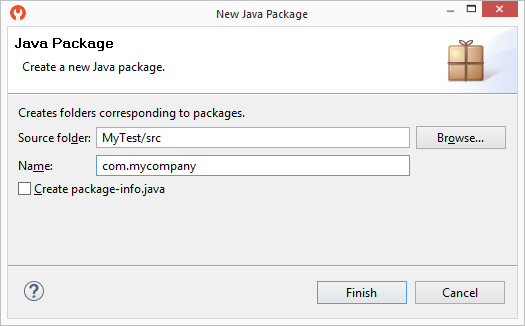 New Java Package
Java Package
Create a new Java package.
Creates folders corresponding to packages.
Source folder: MyTest/src Browse...
Name: com.mycompany
Create package-info.java
? Finish Cancel